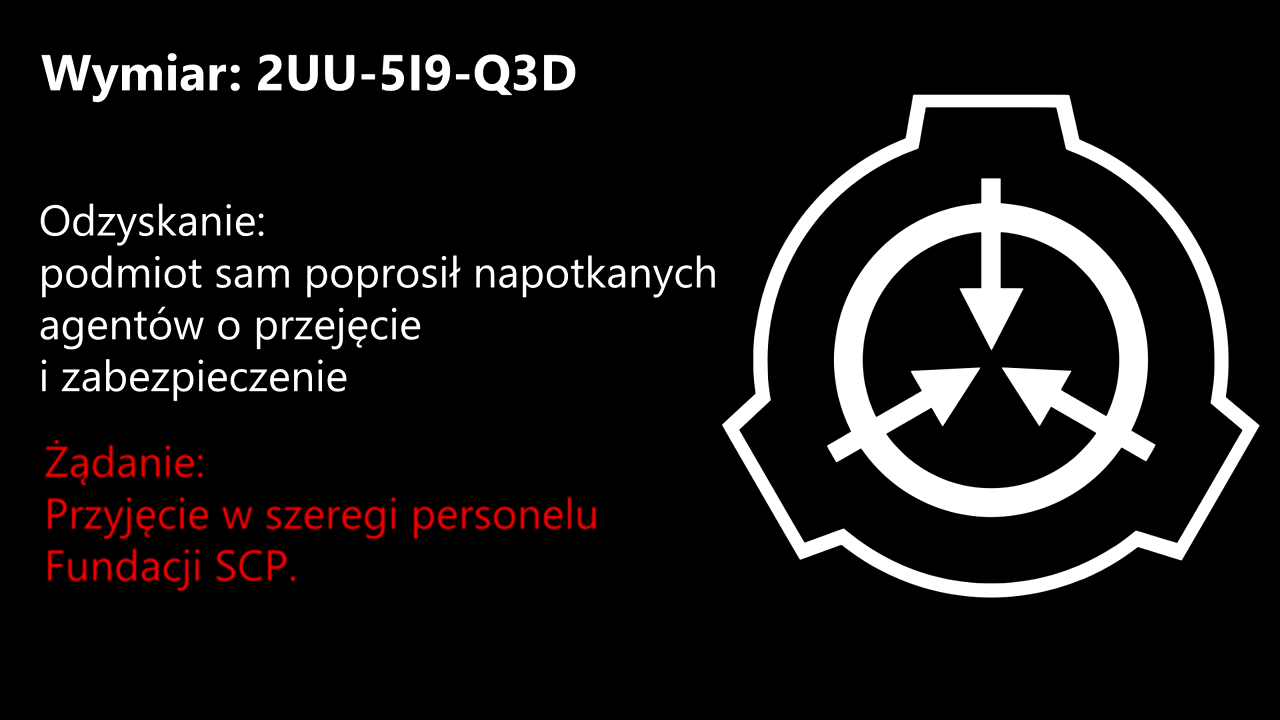 Wymiar: 2UU-5I9-Q3D
Odzyskanie:
podmiot sam poprosił napotkanych
agentów o przejęcie
i zabezpieczenie
Żądanie:
Przyjęcie w szeregi personelu
Fundacji SCP.